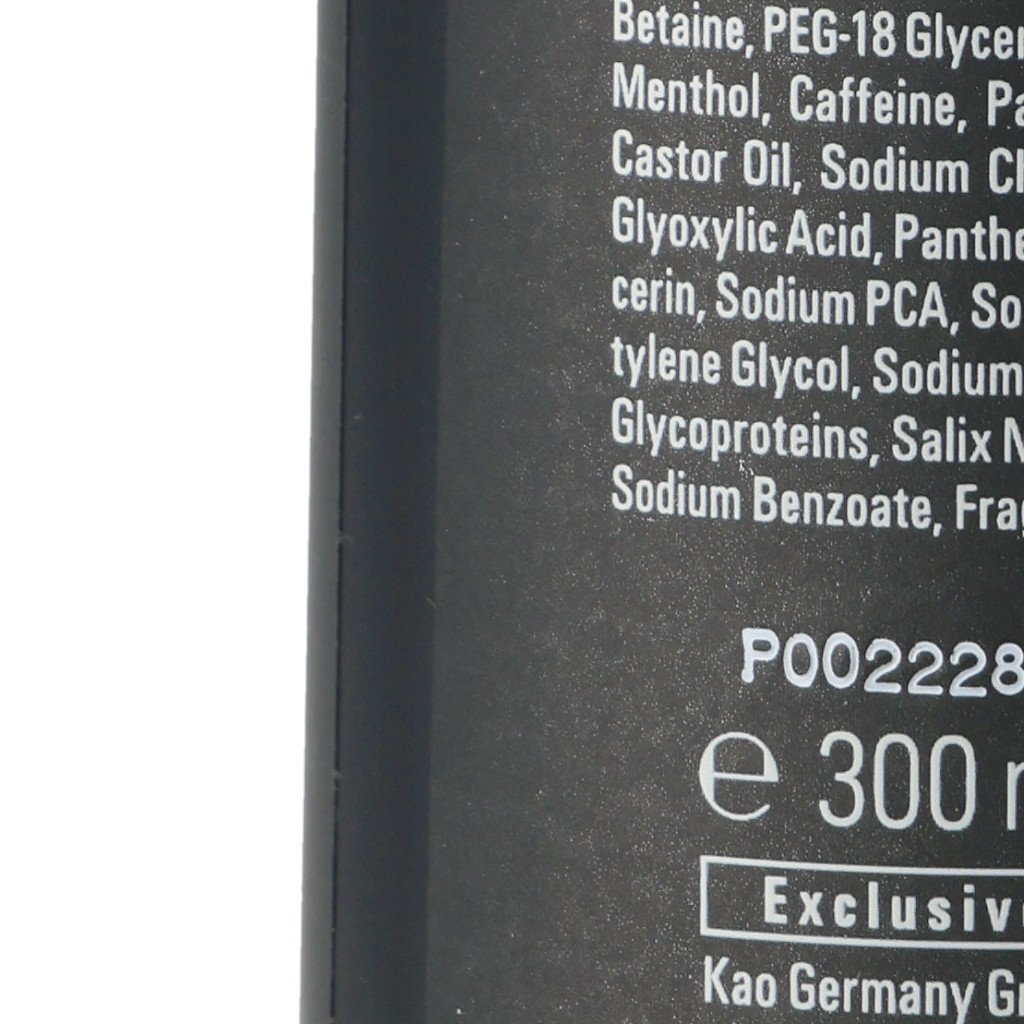 Betaine, PEG-18 Glycer
Menthol, Caffeine, Pa
Castor Oil, Sodium Cl
Glyoxylic Acid, Panthe
cerin, Sodium PCA, So
tylene Glycol, Sodium
Glycoproteins, Salix N
Sodium Benzoate, Frag
P002228
℮ 300 m
Exclusiv
Kao Germany Gm